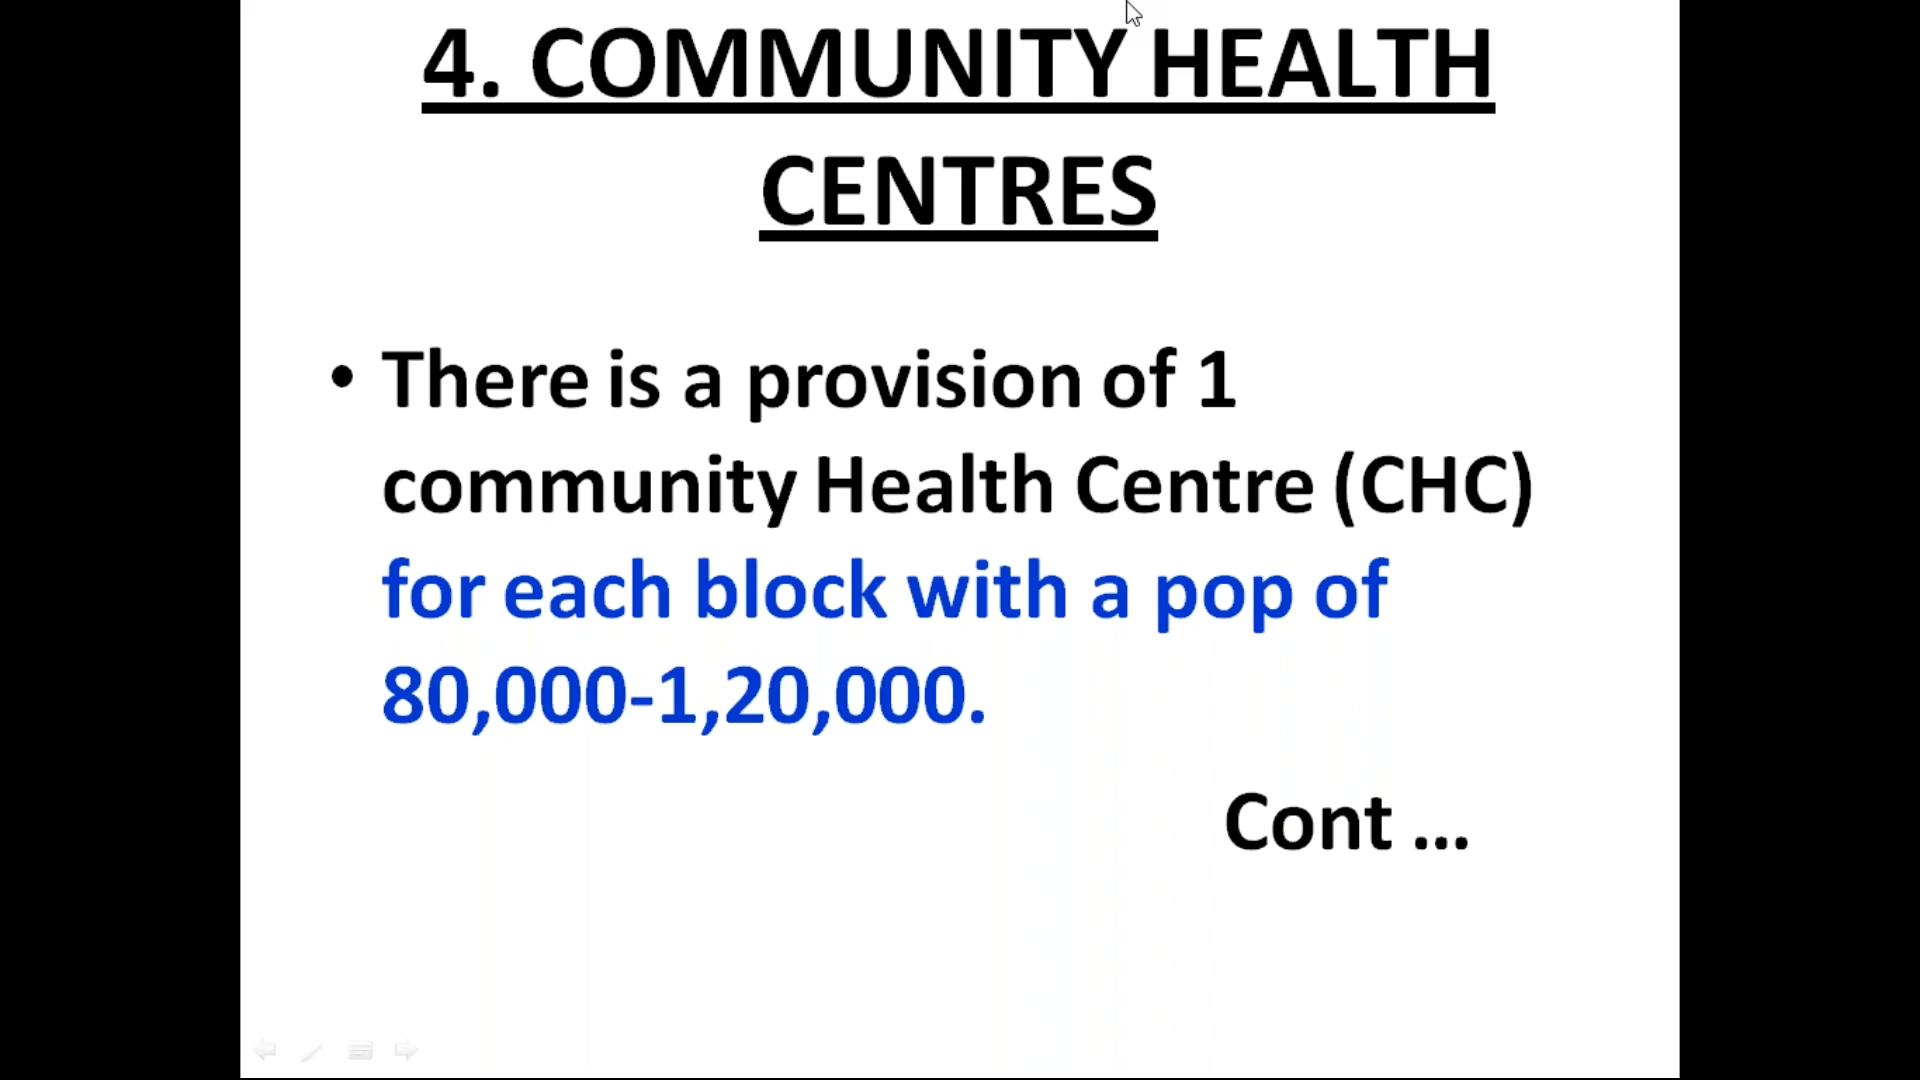 4. COMMUNITY HEALTH
CENTRES
• There is a provision of 1
community Health Centre (CHC)
for each block with a pop of
80,000-1,20,000.
Cont ...